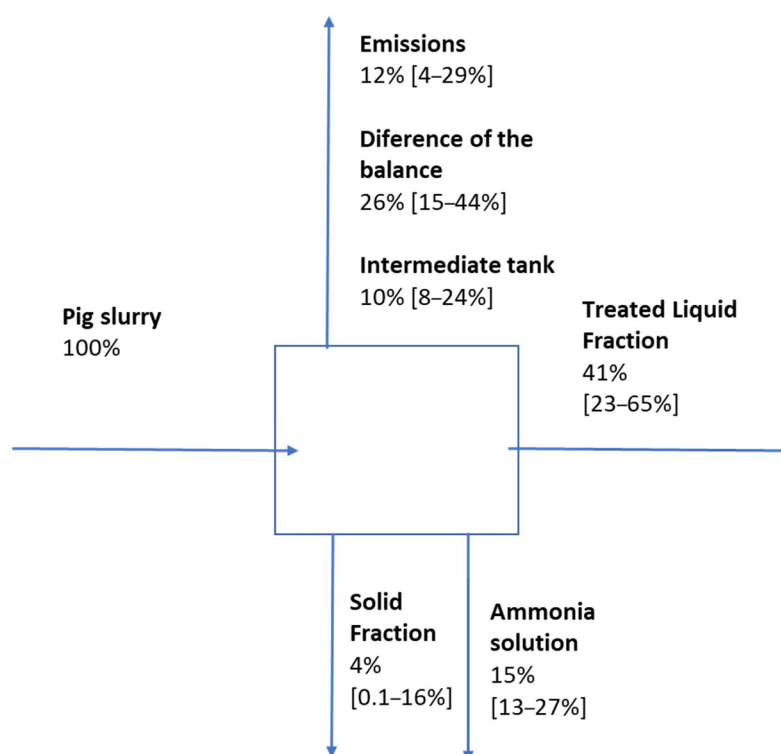 Emissions
12% [4–29%]
Diference of the
balance
26% [15–44%]
Intermediate tank
10% [8–24%]
Pig slurry
100%
Treated Liquid
Fraction
41%
[23–65%]
Solid
Fraction
4%
[0.1–16%]
Ammonia
solution
15%
[13–27%]